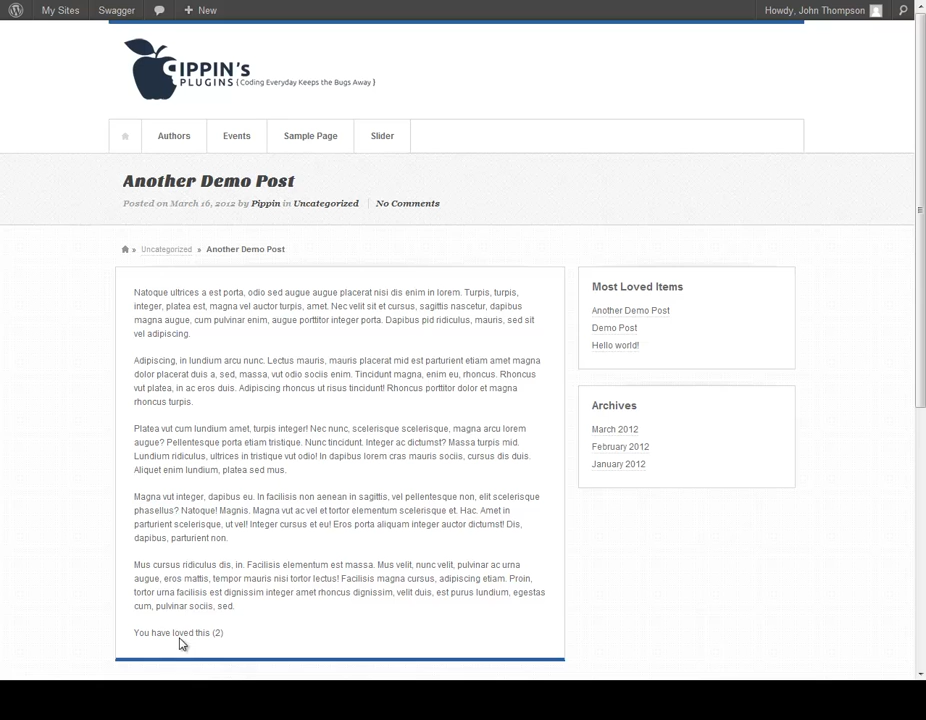 My Sites Swagger New Howdy, John Thompson
IPPIN's
PLUGINS { Coding Everyday Keeps the Bugs Away }
Authors Events Sample Page Slider
Another Demo Post
Posted on March 16, 2012 by Pippin in Uncategorized | No Comments
» Uncategorized » Another Demo Post
Natoque ultrices a est porta, odio sed augue augue placerat nisi dis enim in lorem. Turpis, turpis,
integer, platea est, magna vel auctor turpis, amet. Nec velit sit et cursus, sagittis nascetur, dapibus
magna augue, cum pulvinar enim, augue porttitor integer porta. Dapibus pid ridiculus, mauris, sed sit
vel adipiscing.
Adipiscing, in lundium arcu nunc. Lectus mauris, mauris placerat mid est parturient etiam amet magna
dolor placerat duis a, sed, massa, vut odio sociis enim. Tincidunt magna, enim eu, rhoncus. Rhoncus
vut platea, in ac eros duis. Adipiscing rhoncus ut risus tincidunt! Rhoncus porttitor dolor et magna
rhoncus turpis.
Platea vut cum lundium amet, turpis integer! Nec nunc, scelerisque scelerisque, magna arcu lorem
augue? Pellentesque porta etiam tristique. Nunc tincidunt. Integer ac dictumst? Massa turpis mid.
Lundium ridiculus, ultrices in tristique vut odio! In dapibus lorem cras mauris sociis, cursus dis duis.
Aliquet enim lundium, platea sed mus.
Magna vut integer, dapibus eu. In facilisis non aenean in sagittis, vel pellentesque non, elit scelerisque
phasellus? Natoque! Magnis. Magna vut ac vel et tortor elementum scelerisque et. Hac. Amet in
parturient scelerisque, ut vel! Integer cursus et eu! Eros porta aliquam integer auctor dictumst! Dis,
dapibus, parturient non.
Mus cursus ridiculus dis, in. Facilisis elementum est massa. Mus velit, nunc velit, pulvinar ac urna
augue, eros mattis, tempor mauris nisi tortor lectus! Facilisis magna cursus, adipiscing etiam. Proin,
tortor urna facilisis est dignissim integer amet rhoncus dignissim, velit duis, est purus lundium, egestas
cum, pulvinar sociis, sed.
You have loved this (2)
Most Loved Items
Another Demo Post
Demo Post
Hello world!
Archives
March 2012
February 2012
January 2012